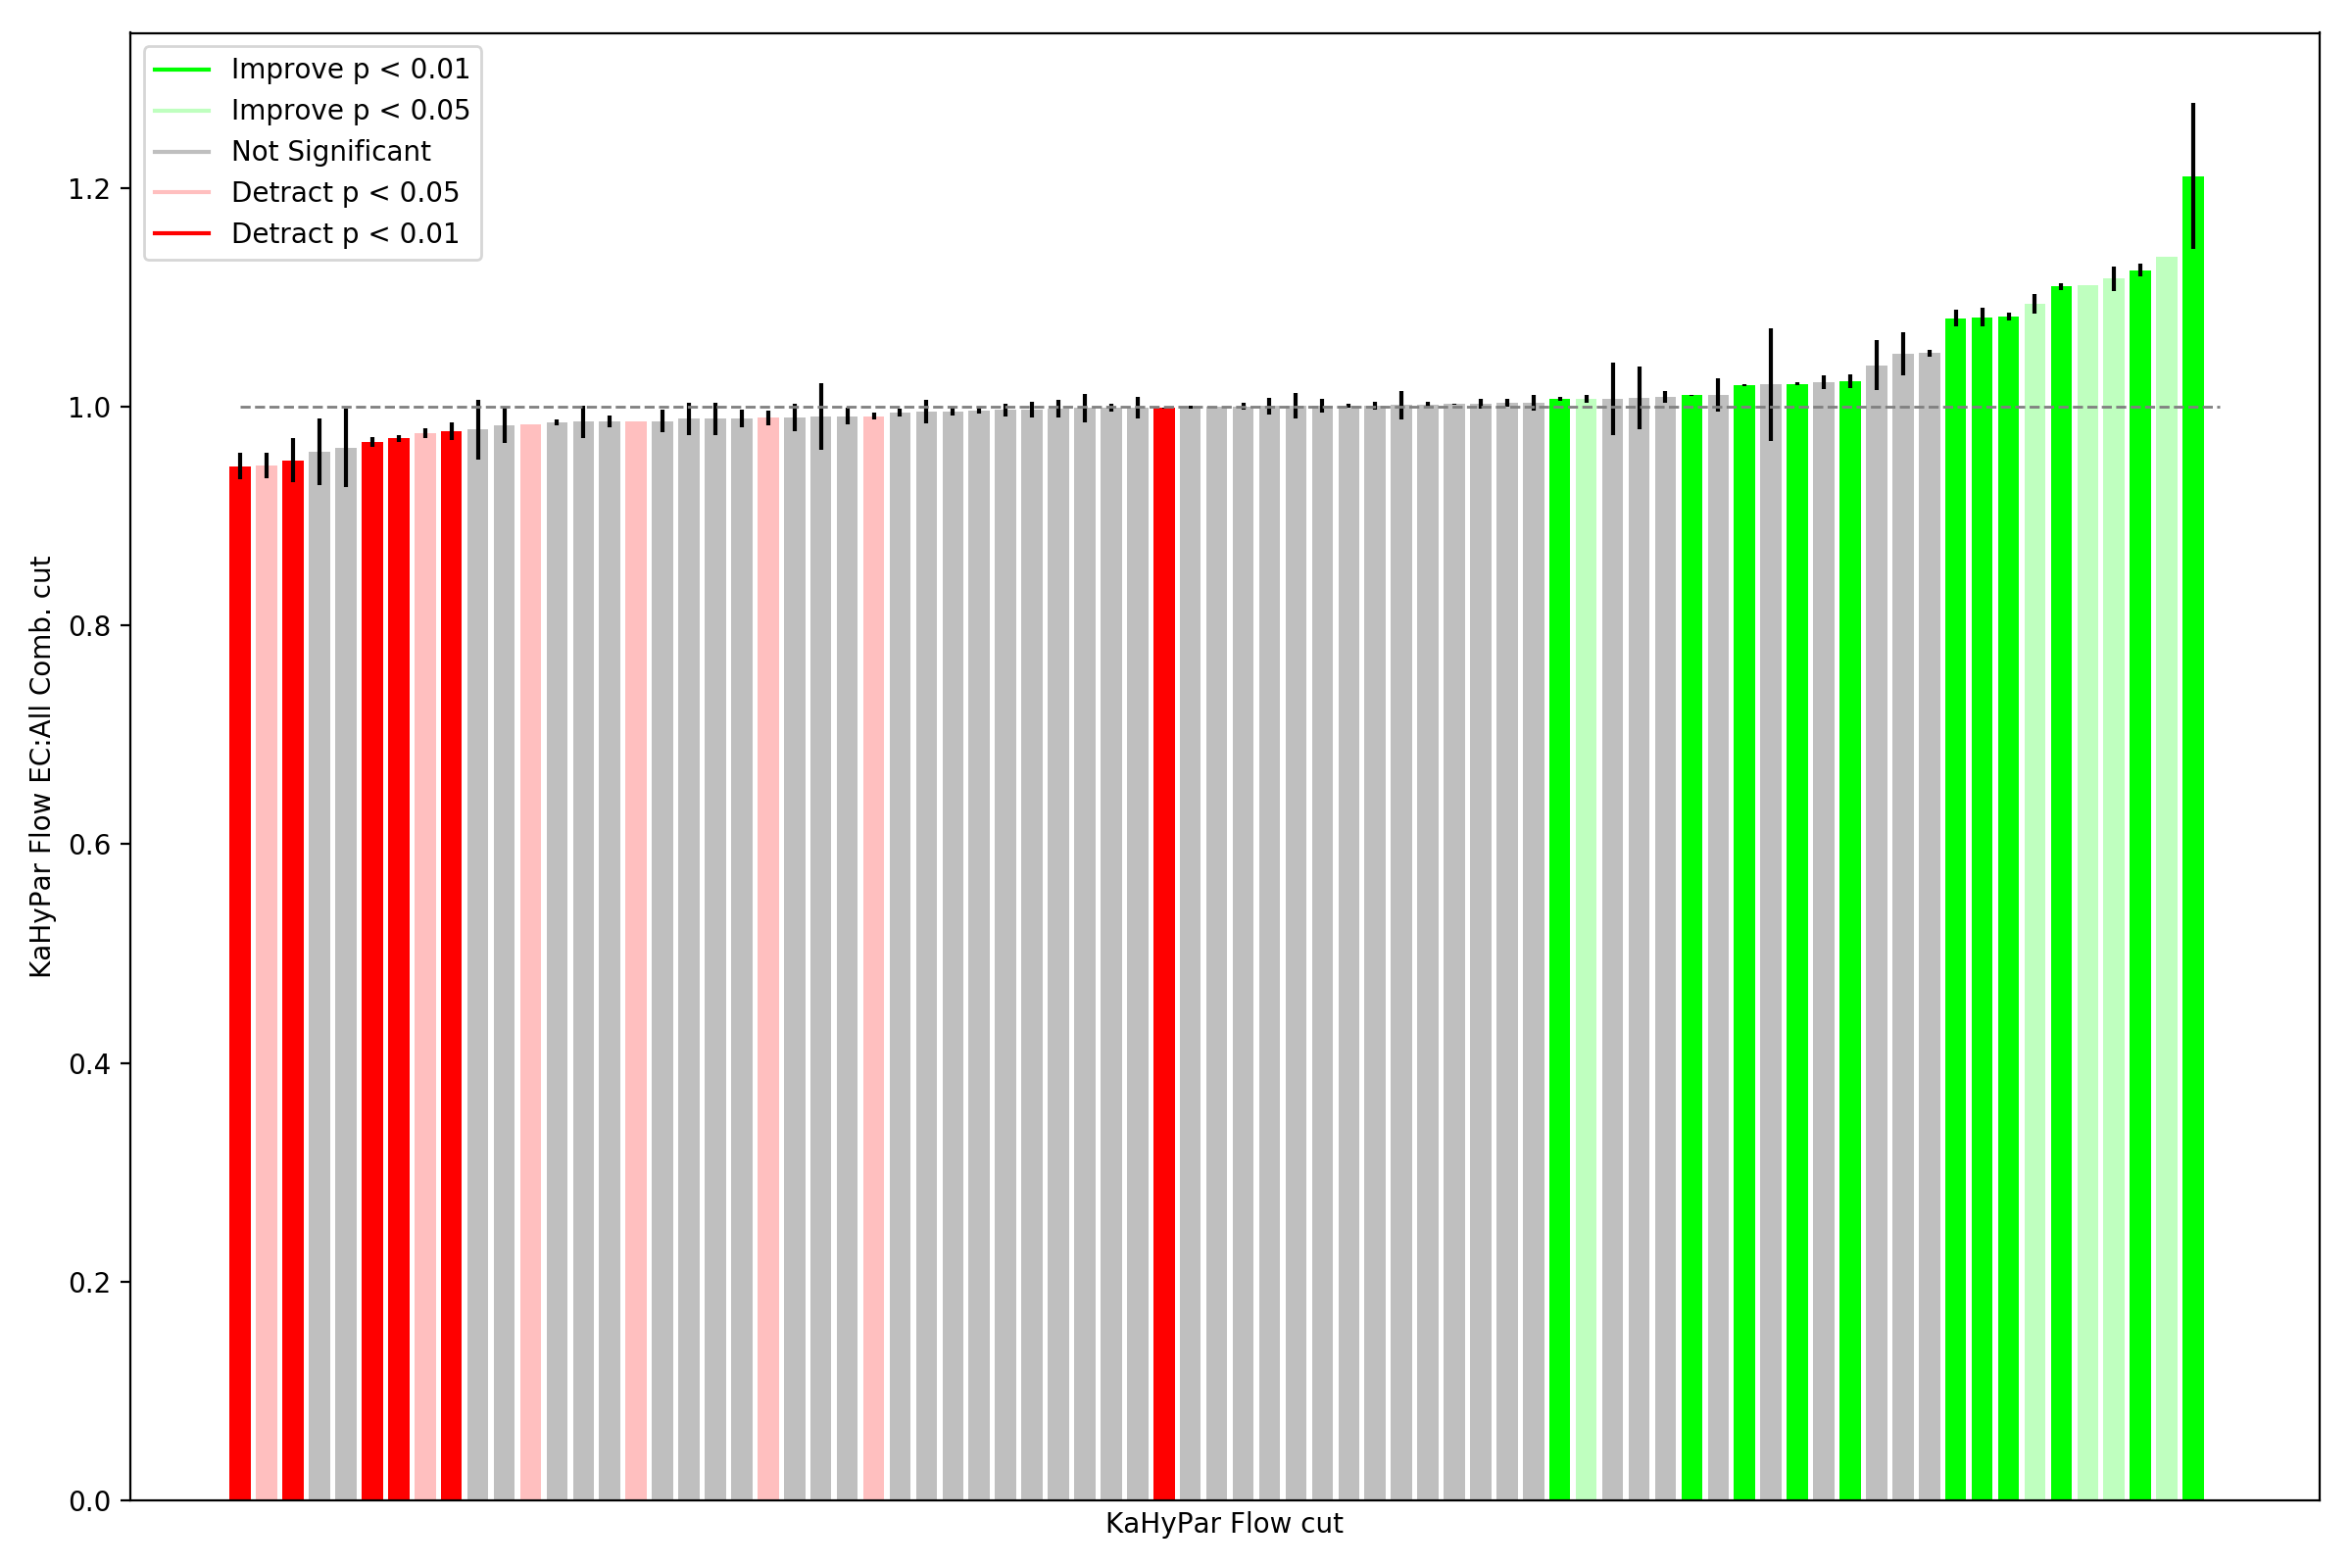 Improve p < 0.01
Improve p < 0.05
Not Significant
Detract p < 0.05
Detract p < 0.01
1.2
1.0
0.8
0.6
0.4
0.2
0.0
KaHyPar Flow EC:All Comb. cut
KaHyPar Flow cut